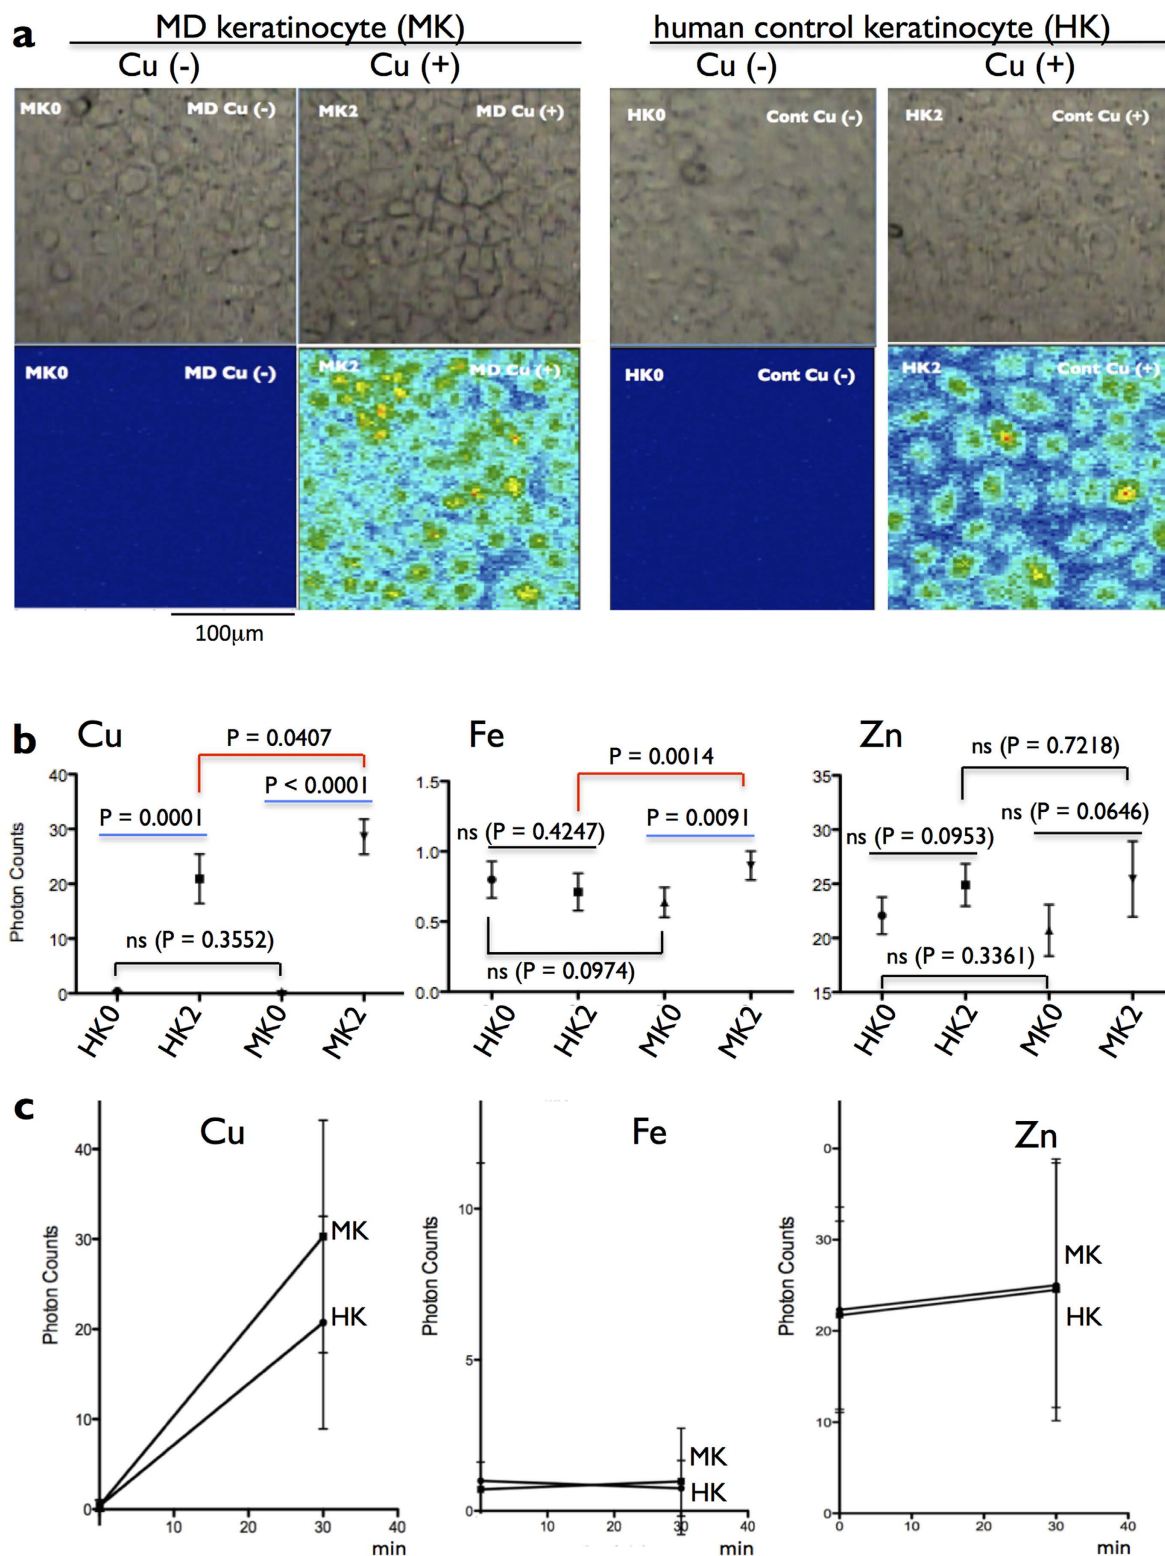 a
MD keratinocyte (MK)
human control keratinocyte (HK)
Cu (-)
Cu (+)
Cu (-)
Cu (+)
MK0 MD Cu (-)
MK2 MD Cu (+)
HK0 Cont Cu (-)
HK2 Cont Cu (+)
MK0 MD Cu (-)
MK2 MD Cu (+)
HK0 Cont Cu (-)
HK2 Cont Cu (+)
100μm
b
Cu
P = 0.0407
P < 0.0001
P = 0.0001
ns (P = 0.3552)
Photon Counts
40
30
20
10
0
HK0
HK2
MK0
MK2
Fe
P = 0.0014
P = 0.0091
ns (P = 0.4247)
ns (P = 0.0974)
1.5
1.0
0.5
0.0
HK0
HK2
MK0
MK2
Zn
ns (P = 0.7218)
ns (P = 0.0646)
ns (P = 0.0953)
ns (P = 0.3361)
35
30
25
20
15
HK0
HK2
MK0
MK2
c
Cu
Photon Counts
40
30
20
10
0
MK
HK
10
20
30
40
min
Fe
Photon Counts
10
5
0
MK
HK
10
20
30
40
min
Zn
Photon Counts
0
30
20
10
0
MK
HK
0
10
20
30
40
min